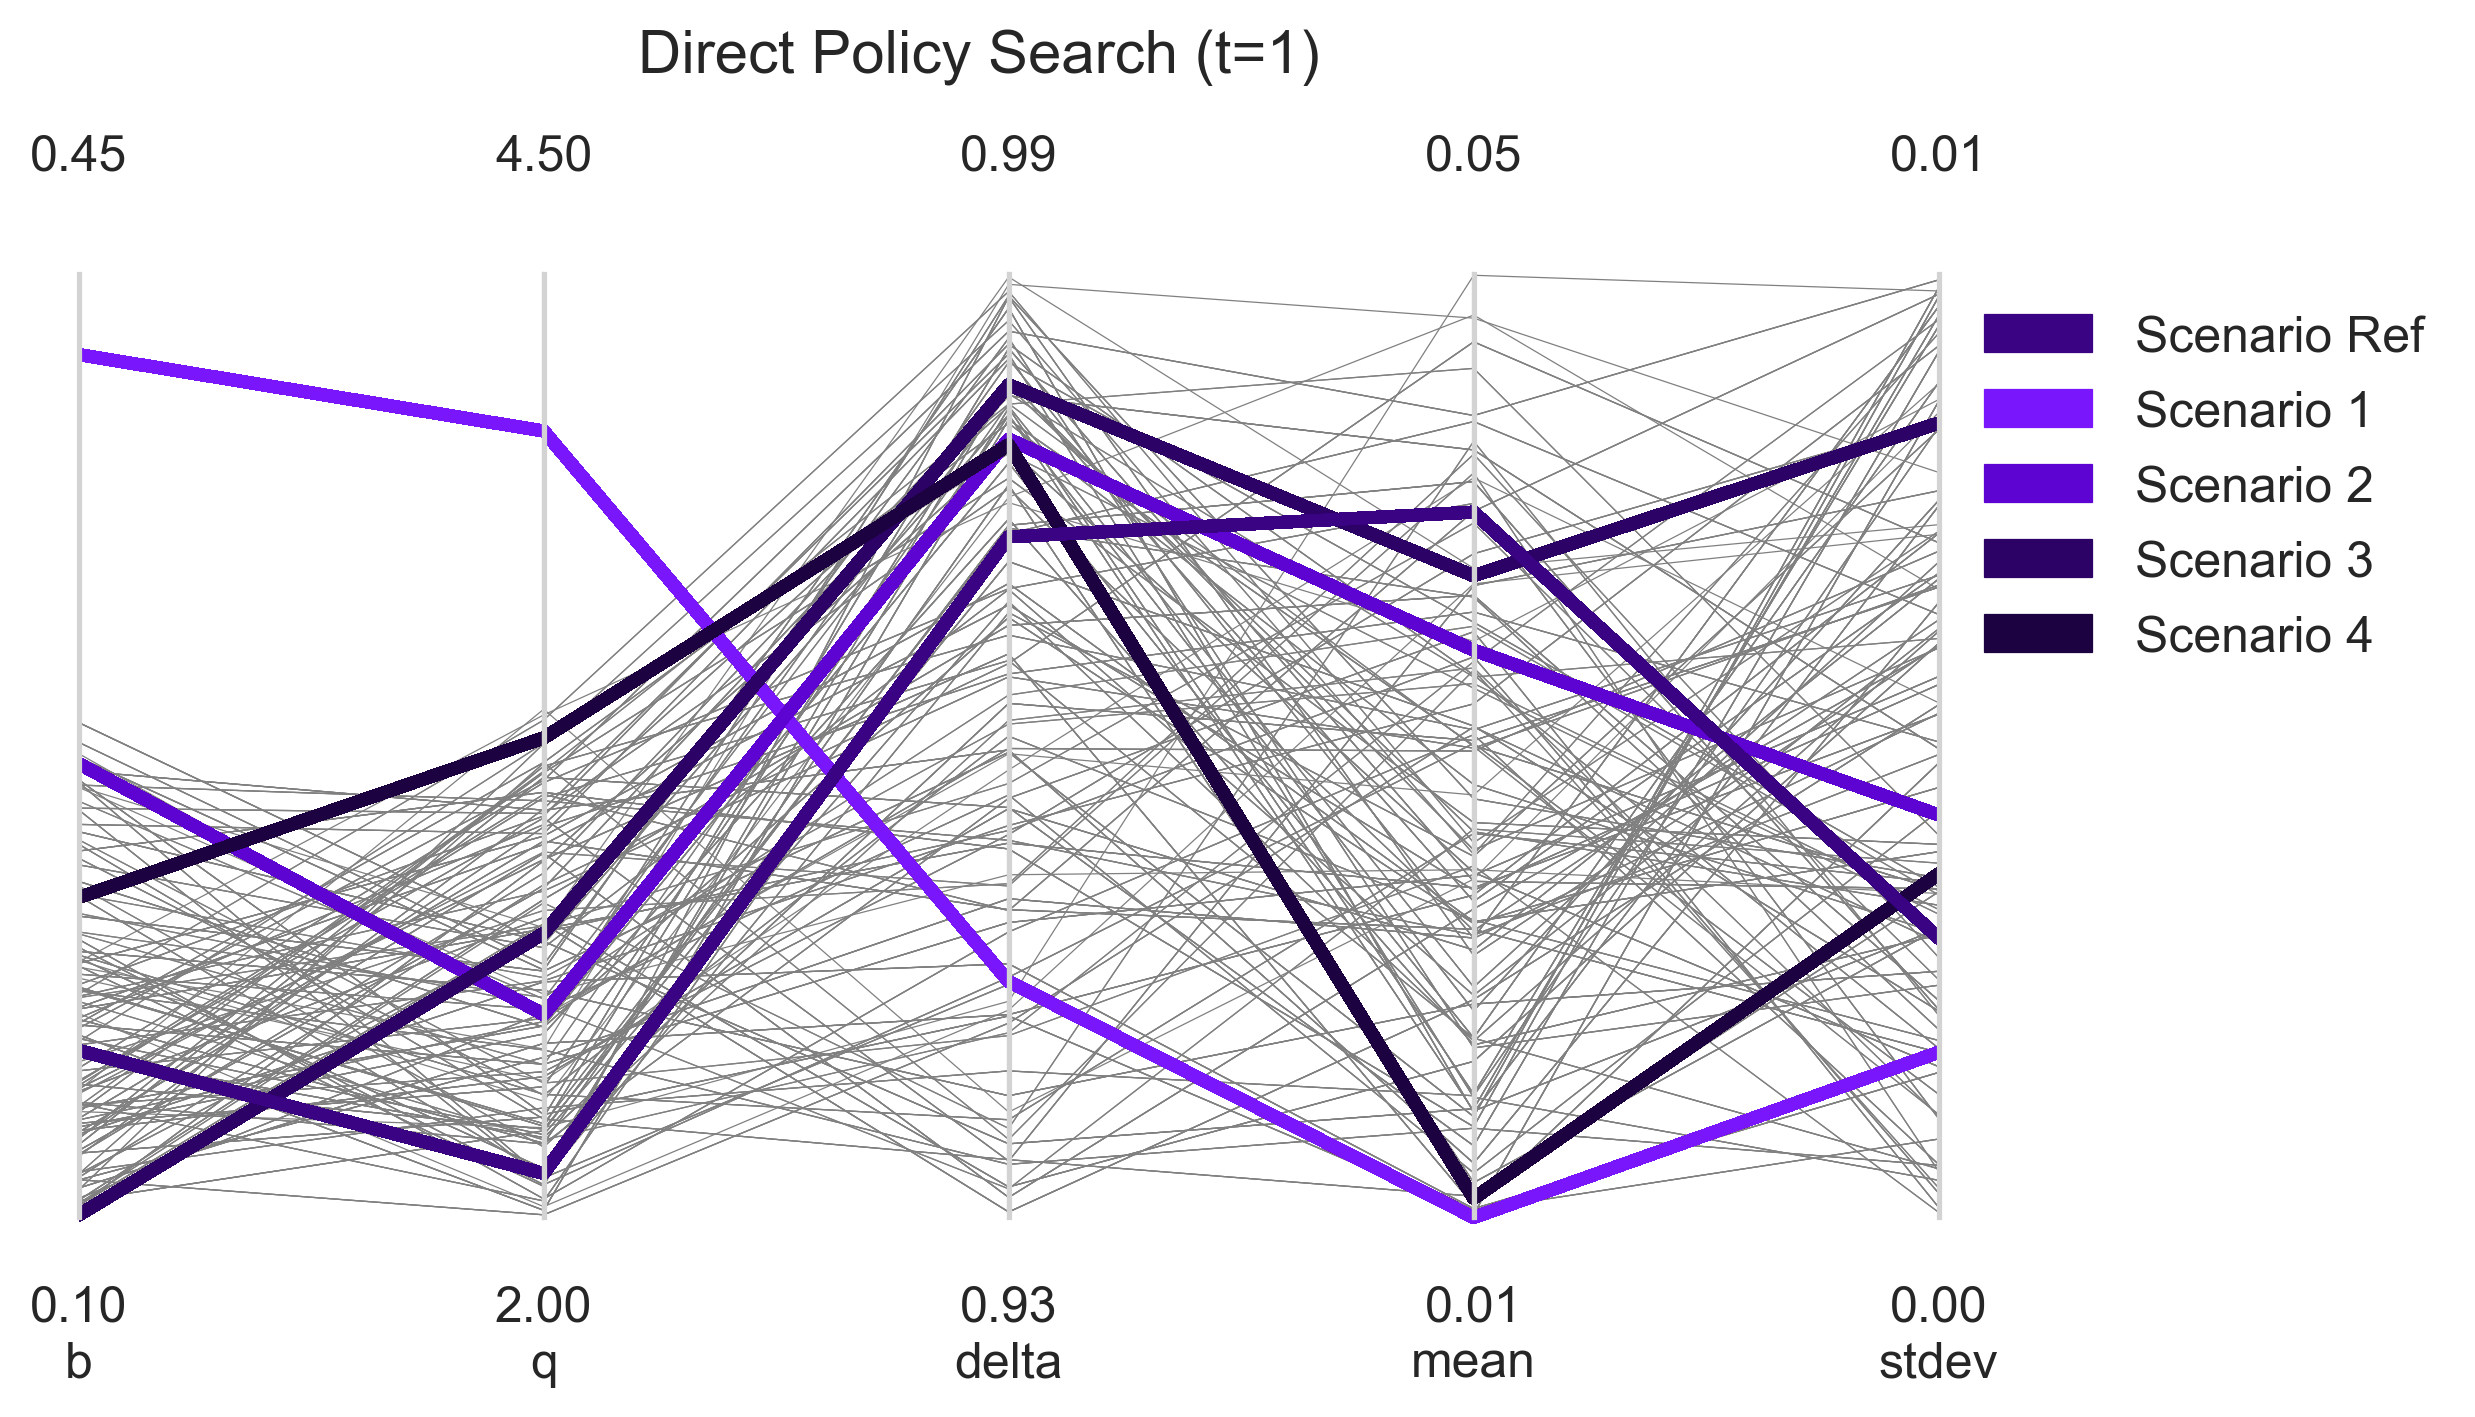 Direct Policy Search (t=1)
0.45 4.50 0.99 0.05 0.01
Scenario Ref
Scenario 1
Scenario 2
Scenario 3
Scenario 4
0.10 2.00 0.93 0.01 0.00
b q delta mean stdev